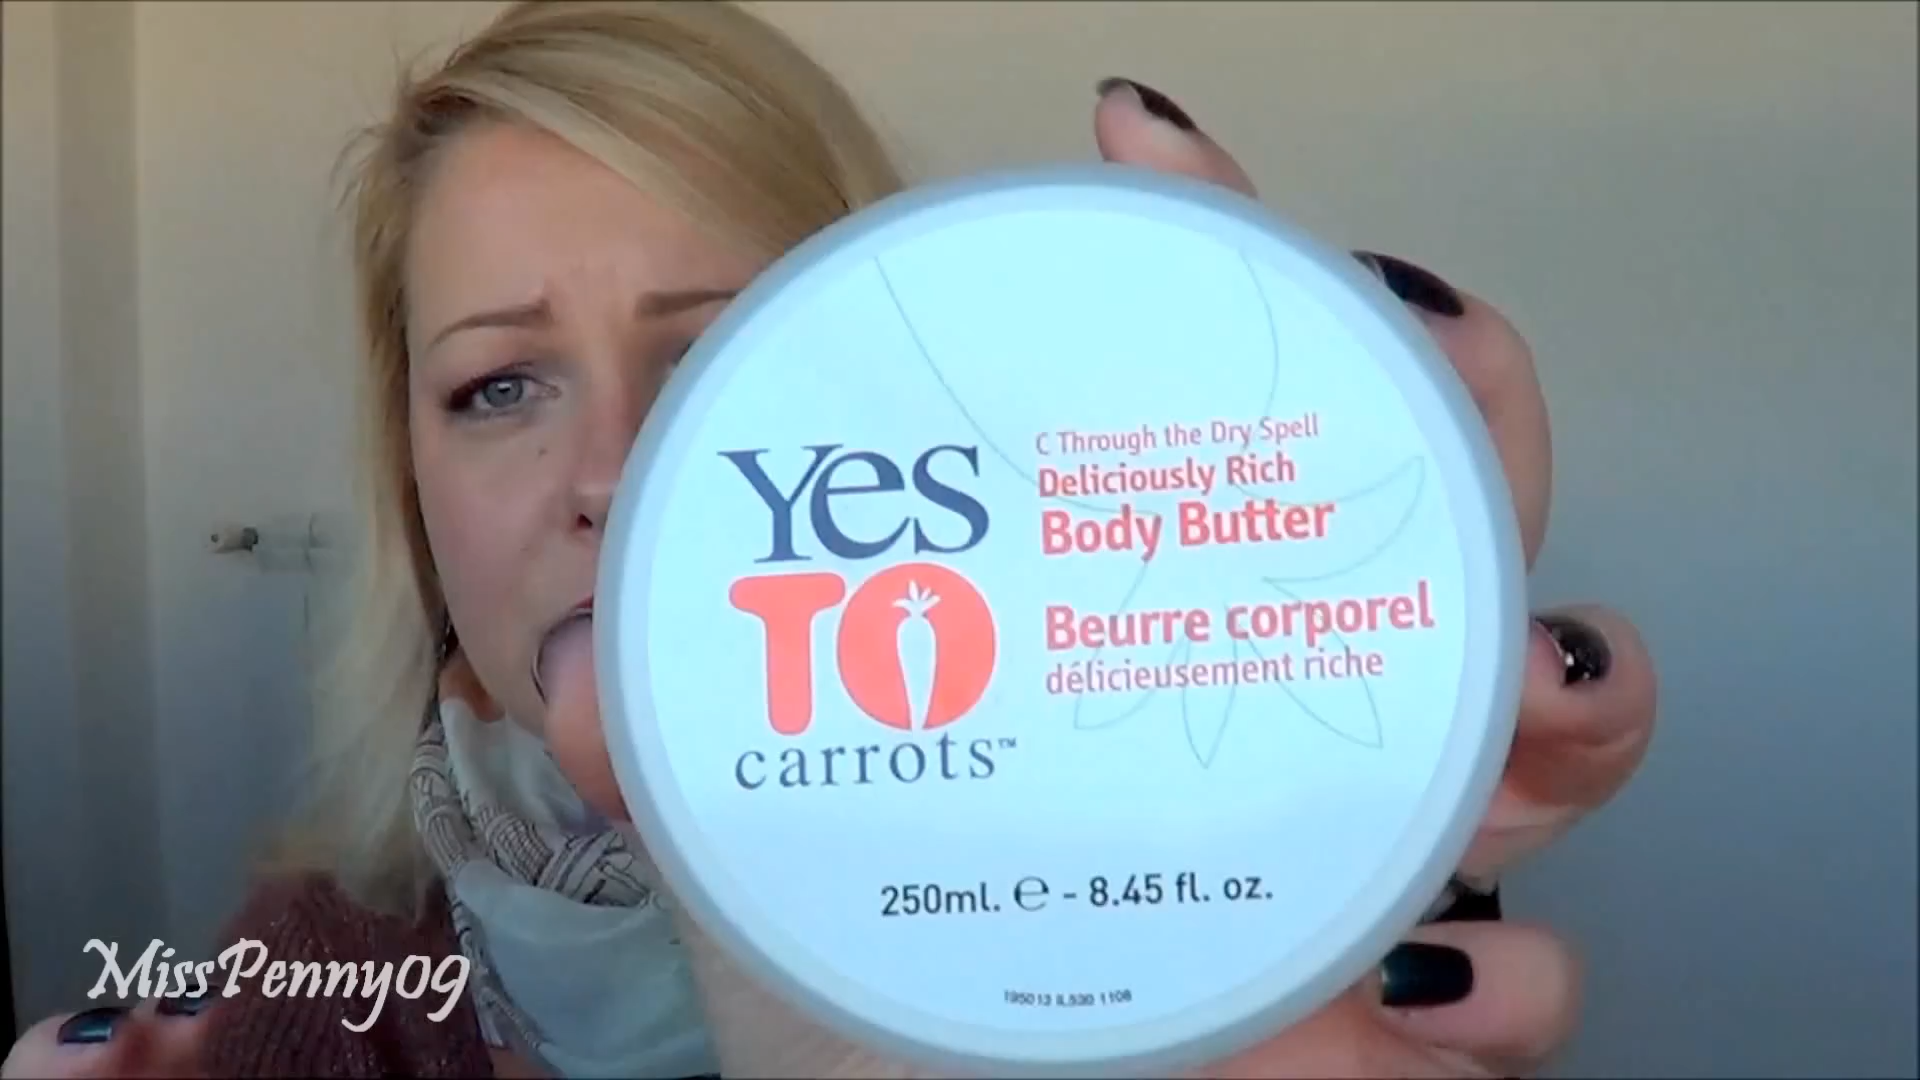 Yes
TO
carrots™
C Through the Dry Spell
Deliciously Rich
Body Butter
Beurre corporel
délicieusement riche
250ml. ℮ - 8.45 fl. oz.
MissPenny09